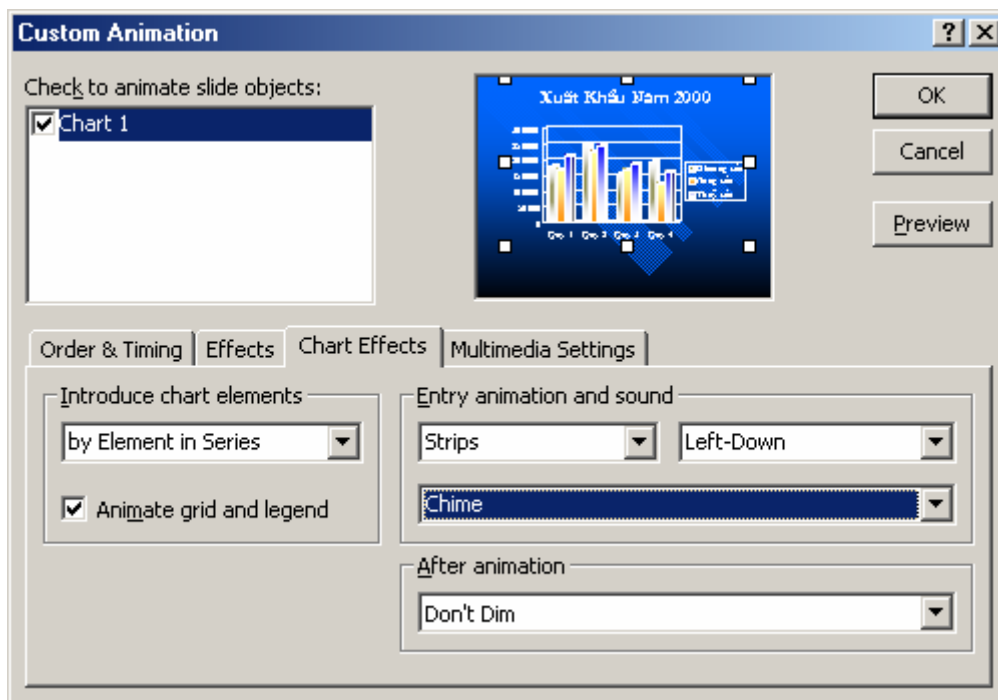 Custom Animation
Check to animate slide objects:
Chart 1
Xuất Khẩu Năm 2000
OK
Cancel
Preview
Order & Timing
Effects
Chart Effects
Multimedia Settings
Introduce chart elements
by Element in Series
Animate grid and legend
Entry animation and sound
Strips
Left-Down
Chime
After animation
Don't Dim